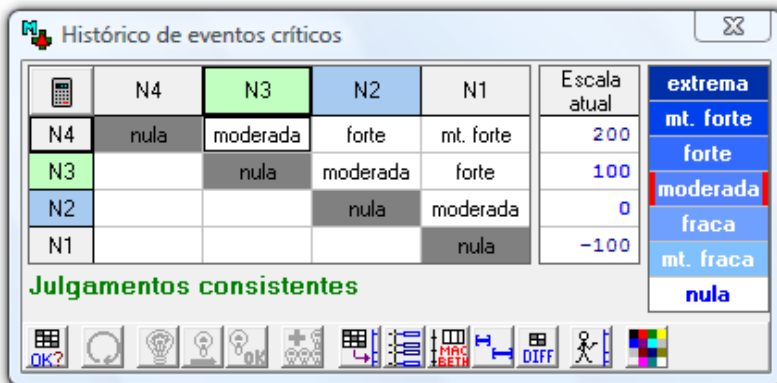 Histórico de eventos críticos
N4 N3 N2 N1 Escala atual
N4 nula moderada forte mt. forte 200
N3 nula moderada forte 100
N2 nula moderada 0
N1 nula -100
extrema
mt. forte
forte
moderada
fraca
mt. fraca
nula
Julgamentos consistentes
OK? OK MAC BETH DIFF